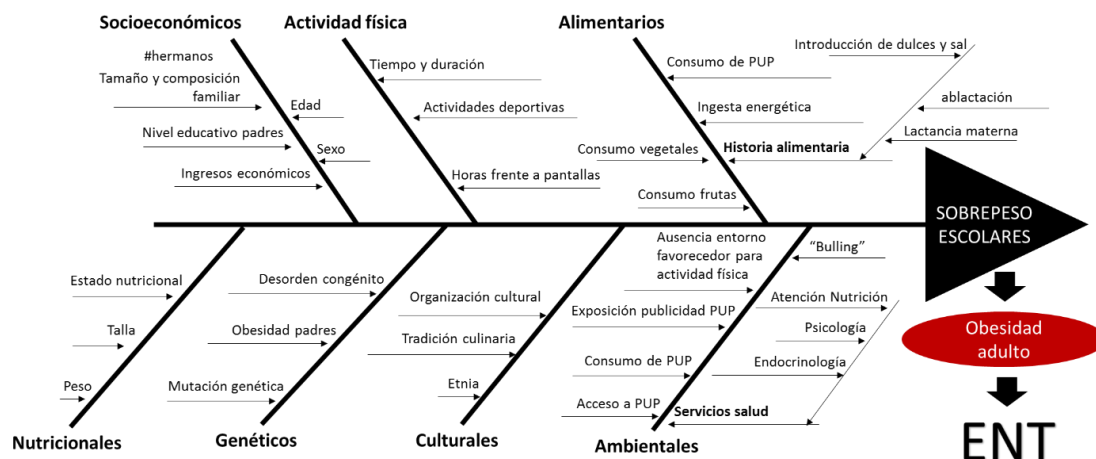 Socioeconómicos
Actividad física
Alimentarios
#hermanos
Tamaño y composición
familiar
Edad
Nivel educativo padres
Sexo
Ingresos económicos
Tiempo y duración
Actividades deportivas
Horas frente a pantallas
Consumo de PUP
Ingesta energética
Consumo vegetales
Historia alimentaria
Consumo frutas
Introducción de dulces y sal
ablactación
Lactancia materna
SOBREPESO
ESCOLARES
Obesidad
adulto
ENT
Estado nutricional
Talla
Peso
Nutricionales
Desorden congénito
Obesidad padres
Mutación genética
Genéticos
Organización cultural
Tradición culinaria
Etnia
Culturales
Ausencia entorno
favorecedor para
actividad física
"Bulling"
Exposición publicidad PUP
Consumo de PUP
Acceso a PUP
Atención Nutrición
Psicología
Endocrinología
Servicios salud
Ambientales